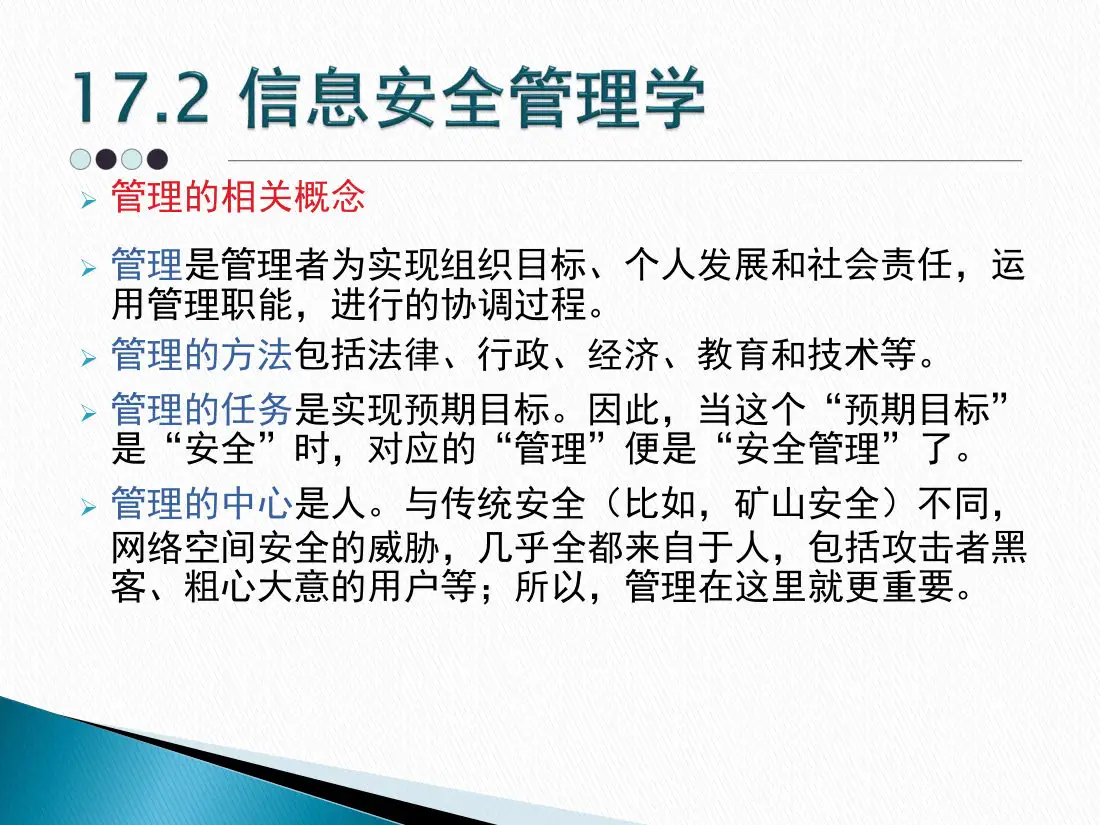 17.2 信息安全管理学
管理的相关概念
管理是管理者为实现组织目标、个人发展和社会责任，运
用管理职能，进行的协调过程。
管理的方法包括法律、行政、经济、教育和技术等。
管理的任务是实现预期目标。因此，当这个“预期目标”
是“安全”时，对应的“管理”便是“安全管理”了。
管理的中心是人。与传统安全（比如，矿山安全）不同，
网络空间安全的威胁，几乎全都来自于人，包括攻击者黑
客、粗心大意的用户等；所以，管理在这里就更重要。